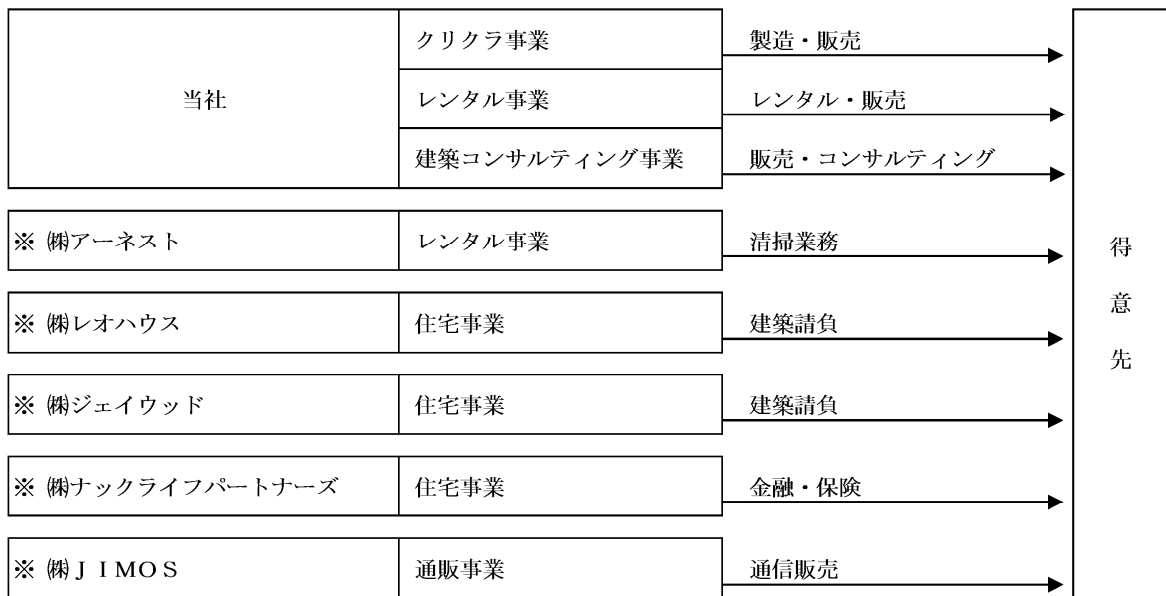 当社
クリクラ事業 製造・販売
レンタル事業 レンタル・販売
建築コンサルティング事業 販売・コンサルティング
※ ㈱アーネスト レンタル事業 清掃業務
※ ㈱レオハウス 住宅事業 建築請負
※ ㈱ジェイウッド 住宅事業 建築請負
※ ㈱ナックライフパートナーズ 住宅事業 金融・保険
※ ㈱ＪＩＭＯＳ 通販事業 通信販売
得意先